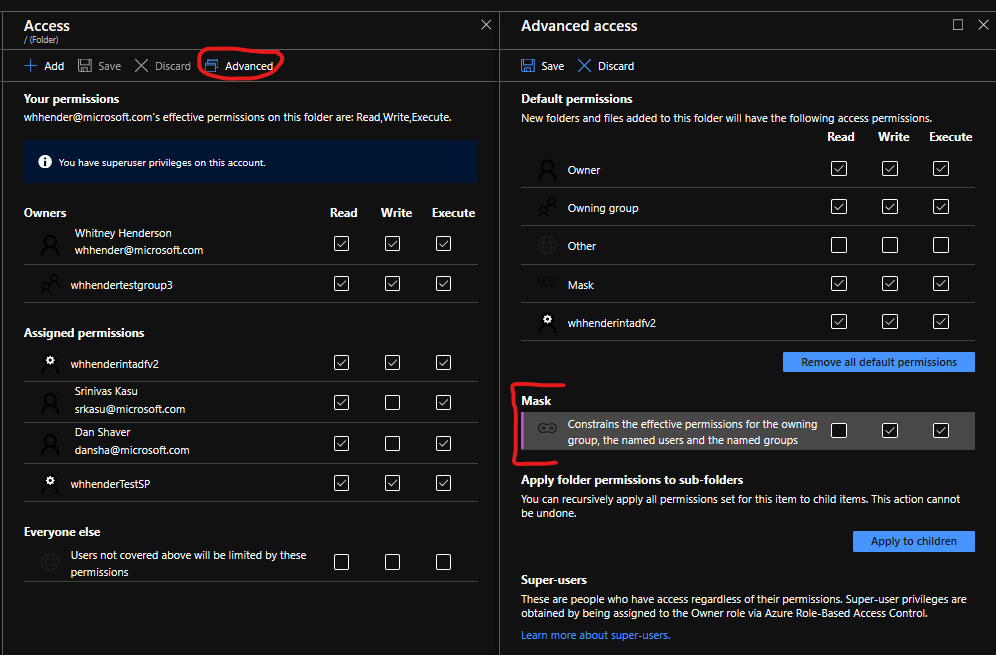 Access
/ (Folder)
Add Save Discard Advanced
Your permissions
whhender@microsoft.com's effective permissions on this folder are: Read,Write,Execute.
You have superuser privileges on this account.
Owners Read Write Execute
Whitney Henderson
whhender@microsoft.com
whhendertestgroup3
Assigned permissions
whhenderintadfv2
Srinivas Kasu
srkasu@microsoft.com
Dan Shaver
dansha@microsoft.com
whhenderTestSP
Everyone else
Users not covered above will be limited by these
permissions
Advanced access
Save Discard
Default permissions
New folders and files added to this folder will have the following access permissions.
Read Write Execute
Owner
Owning group
Other
Mask
whhenderintadfv2
Remove all default permissions
Mask
Constrains the effective permissions for the owning
group, the named users and the named groups
Apply folder permissions to sub-folders
You can recursively apply all permissions set for this item to child items. This action cannot
be undone.
Apply to children
Super-users
These are people who have access regardless of their permissions. Super-user privileges are
obtained by being assigned to the Owner role via Azure Role-Based Access Control.
Learn more about super-users.